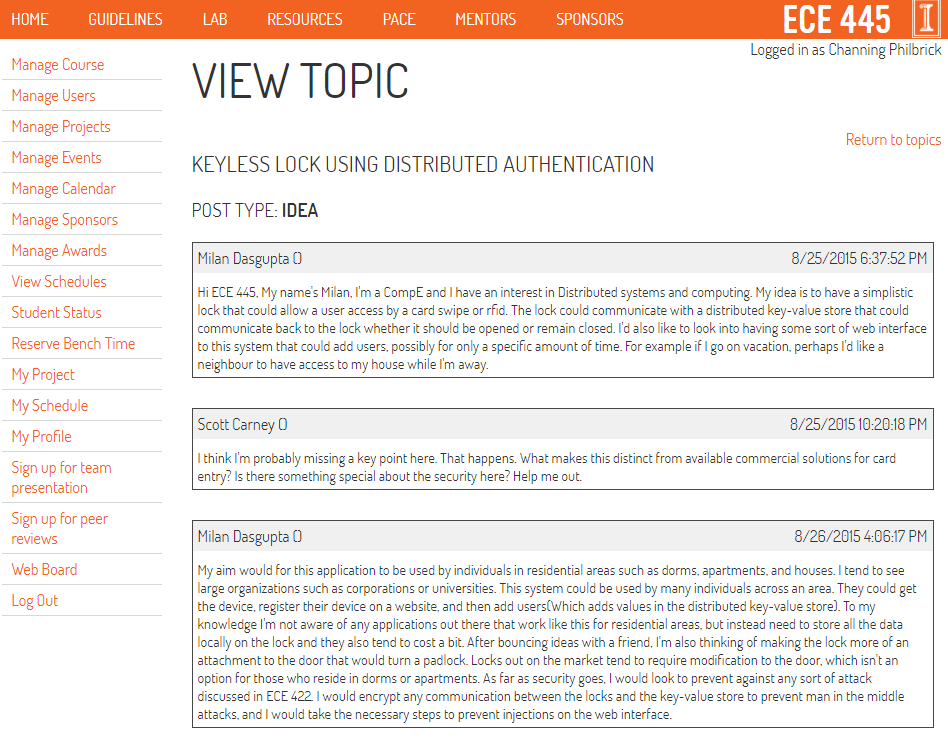 HOME GUIDELINES LAB RESOURCES PACE MENTORS SPONSORS ECE 445 I
Logged in as Channing Philbrick
Manage Course
Manage Users
Manage Projects
Manage Events
Manage Calendar
Manage Sponsors
Manage Awards
View Schedules
Student Status
Reserve Bench Time
My Project
My Schedule
My Profile
Sign up for team
presentation
Sign up for peer
reviews
Web Board
Log Out
VIEW TOPIC
Return to topics
KEYLESS LOCK USING DISTRIBUTED AUTHENTICATION
POST TYPE: IDEA
Milan Dasgupta () 8/25/2015 6:37:52 PM
Hi ECE 445, My name's Milan, I'm a CompE and I have an interest in Distributed systems and computing. My idea is to have a simplistic
lock that could allow a user access by a card swipe or rfid. The lock could communicate with a distributed key-value store that could
communicate back to the lock whether it should be opened or remain closed. I'd also like to look into having some sort of web interface
to this system that could add users, possibly for only a specific amount of time. For example if I go on vacation, perhaps I'd like a
neighbour to have access to my house while I'm away.
Scott Carney () 8/25/2015 10:20:18 PM
I think I'm probably missing a key point here. That happens. What makes this distinct from available commercial solutions for card
entry? Is there something special about the security here? Help me out.
Milan Dasgupta () 8/26/2015 4:06:17 PM
My aim would for this application to be used by individuals in residential areas such as dorms, apartments, and houses. I tend to see
large organizations such as corporations or universities. This system could be used by many individuals across an area. They could get
the device, register their device on a website, and then add users(Which adds values in the distributed key-value store). To my
knowledge I'm not aware of any applications out there that work like this for residential areas, but instead need to store all the data
locally on the lock and they also tend to cost a bit. After bouncing ideas with a friend, I'm also thinking of making the lock more of an
attachment to the door that would turn a padlock. Locks out on the market tend to require modification to the door, which isn't an
option for those who reside in dorms or apartments. As far as security goes, I would look to prevent against any sort of attack
discussed in ECE 422. I would encrypt any communication between the locks and the key-value store to prevent man in the middle
attacks, and I would take the necessary steps to prevent injections on the web interface.